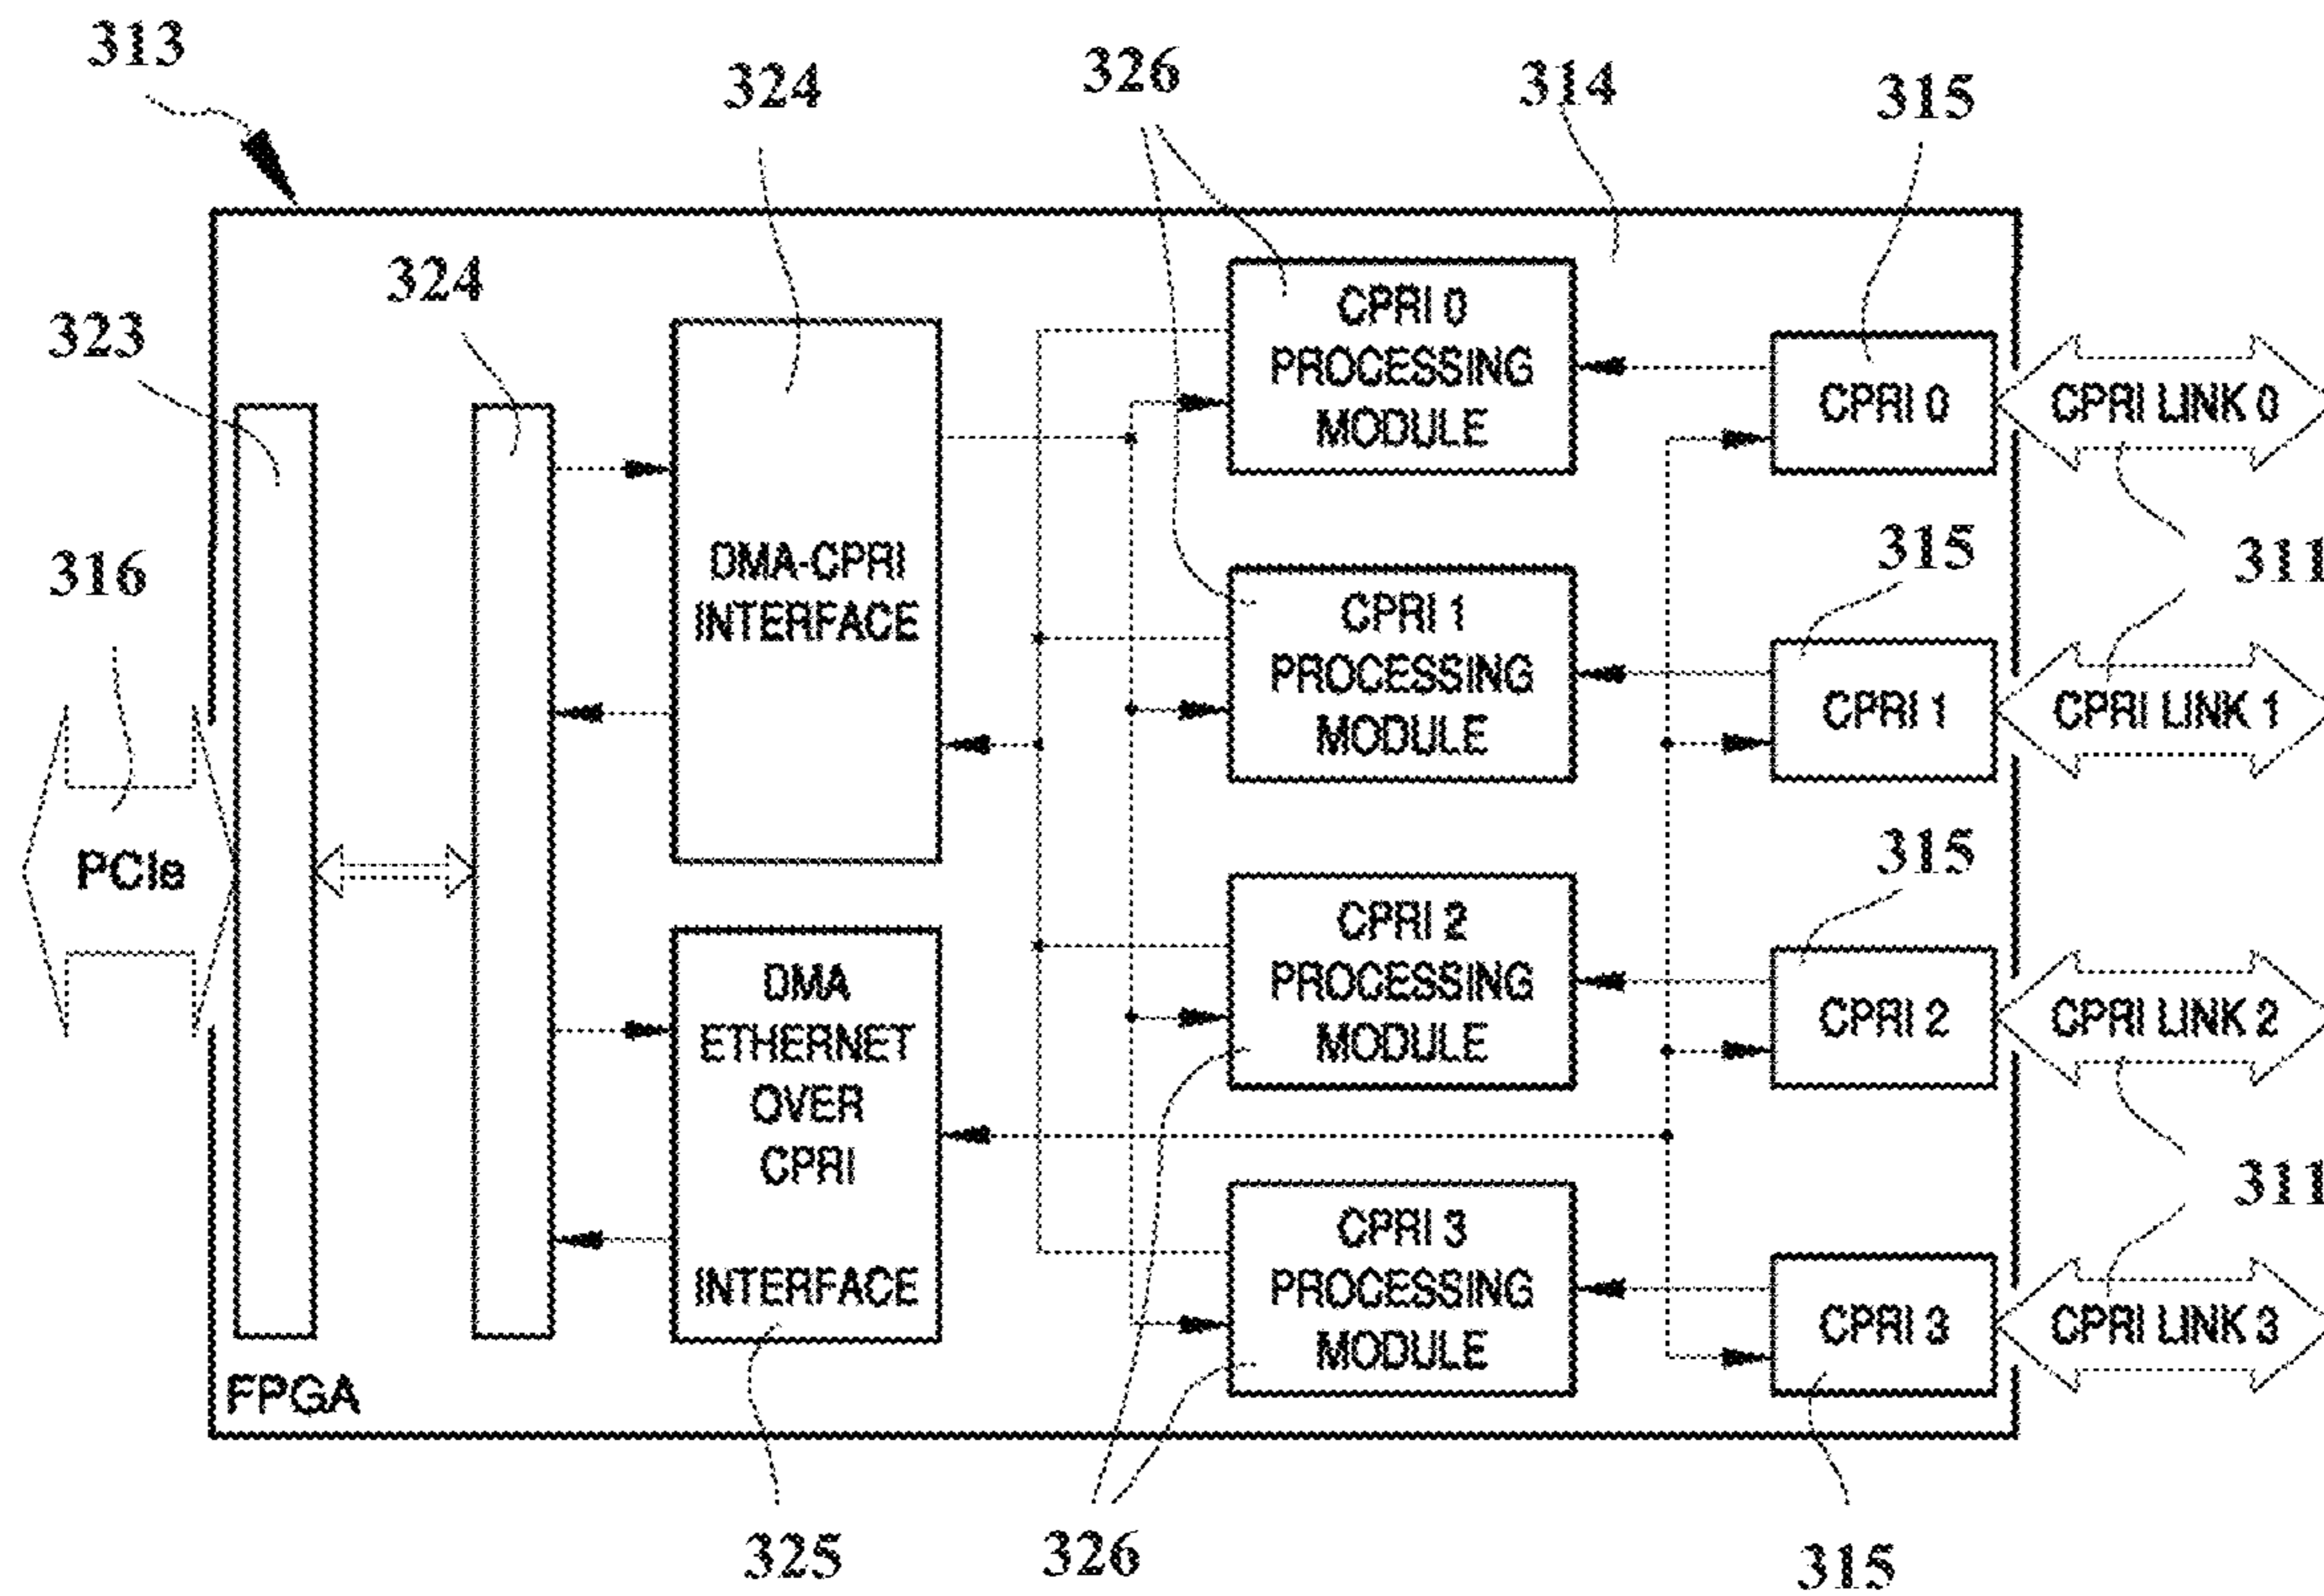 313
324
326
314
315
324
323
CPRI 0
PROCESSING
MODULE
CPRI 0
CPRI LINK 0
316
DMA-CPRI
INTERFACE
CPRI 1
PROCESSING
MODULE
315
311
CPRI 1
CPRI LINK 1
PCIe
CPRI 2
PROCESSING
MODULE
315
CPRI 2
CPRI LINK 2
DMA
ETHERNET
OVER
CPRI
INTERFACE
CPRI 3
PROCESSING
MODULE
311
CPRI 3
CPRI LINK 3
FPGA
325
326
315